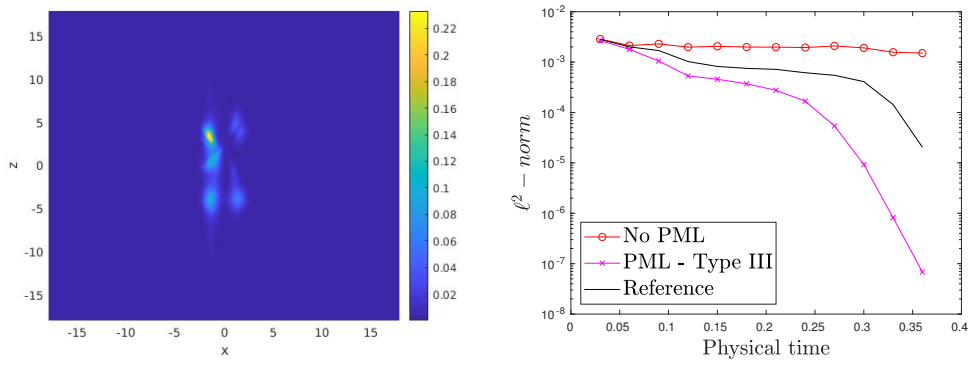 15
10
5
0
-5
-10
-15
z
-15 -10 -5 0 5 10 15
x
0.22
0.2
0.18
0.16
0.14
0.12
0.1
0.08
0.06
0.04
0.02
10^-2
10^-3
10^-4
10^-5
10^-6
10^-7
10^-8
ℓ² − norm
No PML
PML - Type III
Reference
0 0.05 0.1 0.15 0.2 0.25 0.3 0.35 0.4
Physical time